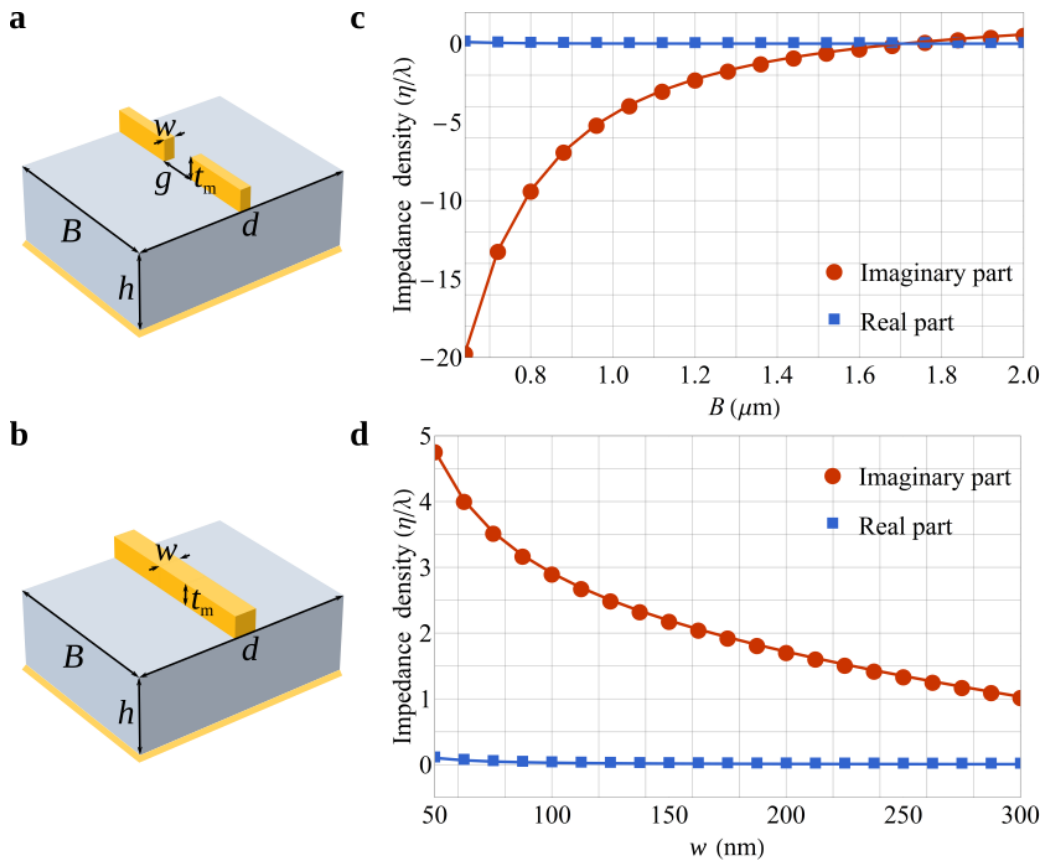 a
w
g
t_m
B
d
h
c
Impedance density (η/λ)
0
−5
−10
−15
−20
Imaginary part
Real part
0.8 1.0 1.2 1.4 1.6 1.8 2.0
B (μm)
b
w
t_m
B
d
h
d
Impedance density (η/λ)
5
4
3
2
1
0
Imaginary part
Real part
50 100 150 200 250 300
w (nm)